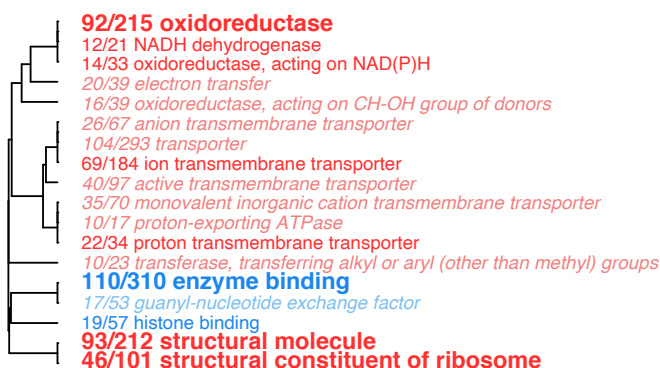 92/215 oxidoreductase
12/21 NADH dehydrogenase
14/33 oxidoreductase, acting on NAD(P)H
20/39 electron transfer
16/39 oxidoreductase, acting on CH-OH group of donors
26/67 anion transmembrane transporter
104/293 transporter
69/184 ion transmembrane transporter
40/97 active transmembrane transporter
35/70 monovalent inorganic cation transmembrane transporter
10/17 proton-exporting ATPase
22/34 proton transmembrane transporter
10/23 transferase, transferring alkyl or aryl (other than methyl) groups
110/310 enzyme binding
17/53 guanyl-nucleotide exchange factor
19/57 histone binding
93/212 structural molecule
46/101 structural constituent of ribosome